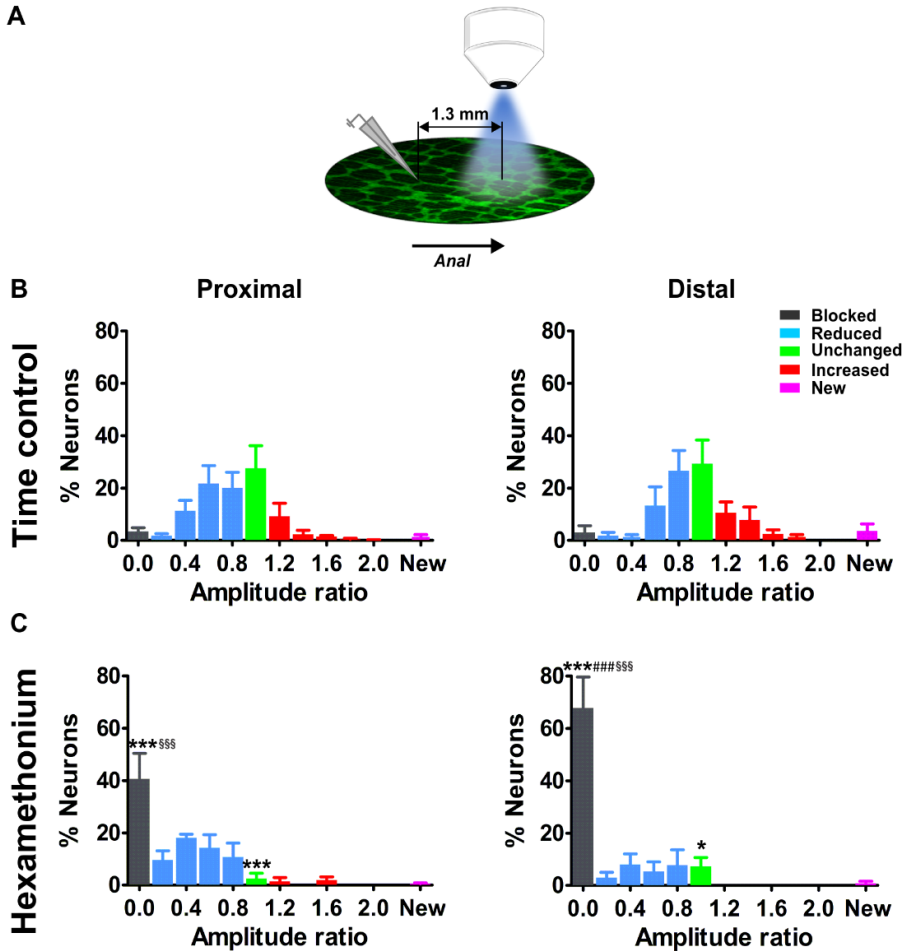 A
1.3 mm
Anal
B
Proximal
Distal
Blocked
Reduced
Unchanged
Increased
New
Time control
% Neurons
80
60
40
20
0
0.0 0.4 0.8 1.2 1.6 2.0 New
Amplitude ratio
% Neurons
80
60
40
20
0
0.0 0.4 0.8 1.2 1.6 2.0 New
Amplitude ratio
C
Hexamethonium
% Neurons
80
60
40
20
0
***§§§
***
0.0 0.4 0.8 1.2 1.6 2.0 New
Amplitude ratio
% Neurons
80
60
40
20
0
***###§§§
*
0.0 0.4 0.8 1.2 1.6 2.0 New
Amplitude ratio